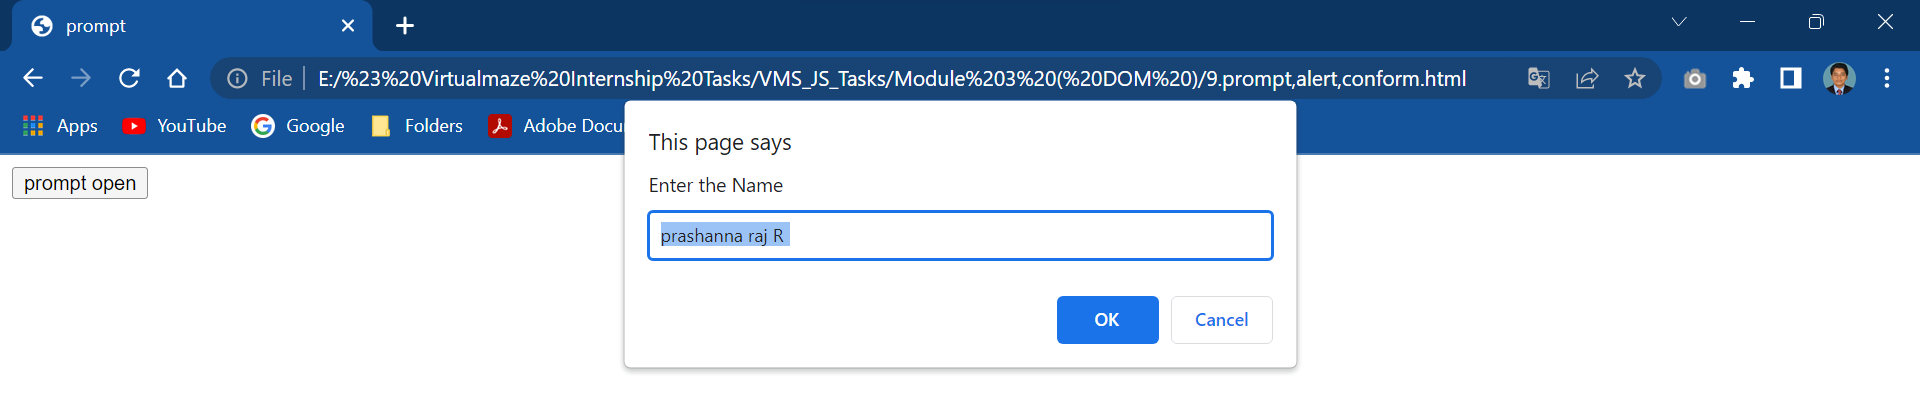 prompt
File
E:/%23%20Virtualmaze%20Internship%20Tasks/VMS_JS_Tasks/Module%203%20(%20DOM%20)/9.prompt,alert,conform.html
Apps YouTube Google Folders Adobe Docu
This page says
prompt open
Enter the Name
prashanna raj R
OK Cancel